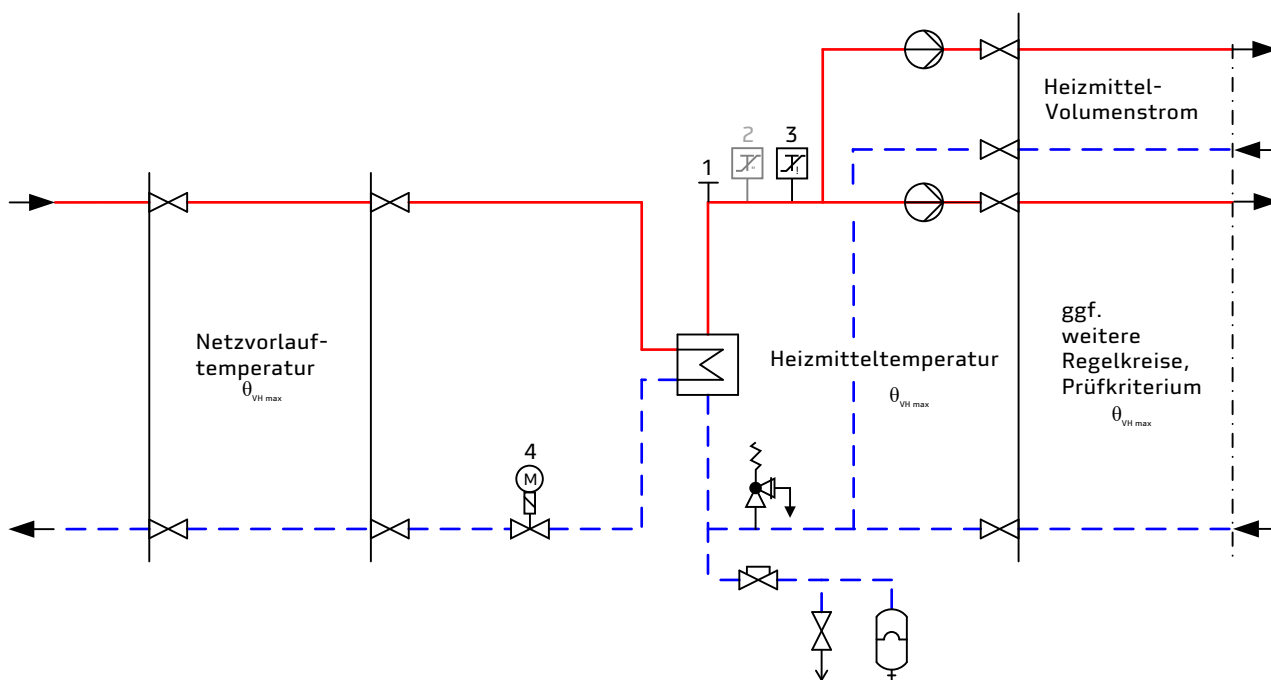 Heizmittel-
Volumenstrom
2
3
1
Netzvorlauf-
temperatur
θVH max
Heizmitteltemperatur
θVH max
ggf.
weitere
Regelkreise,
Prüfkriterium
θVH max
4
M